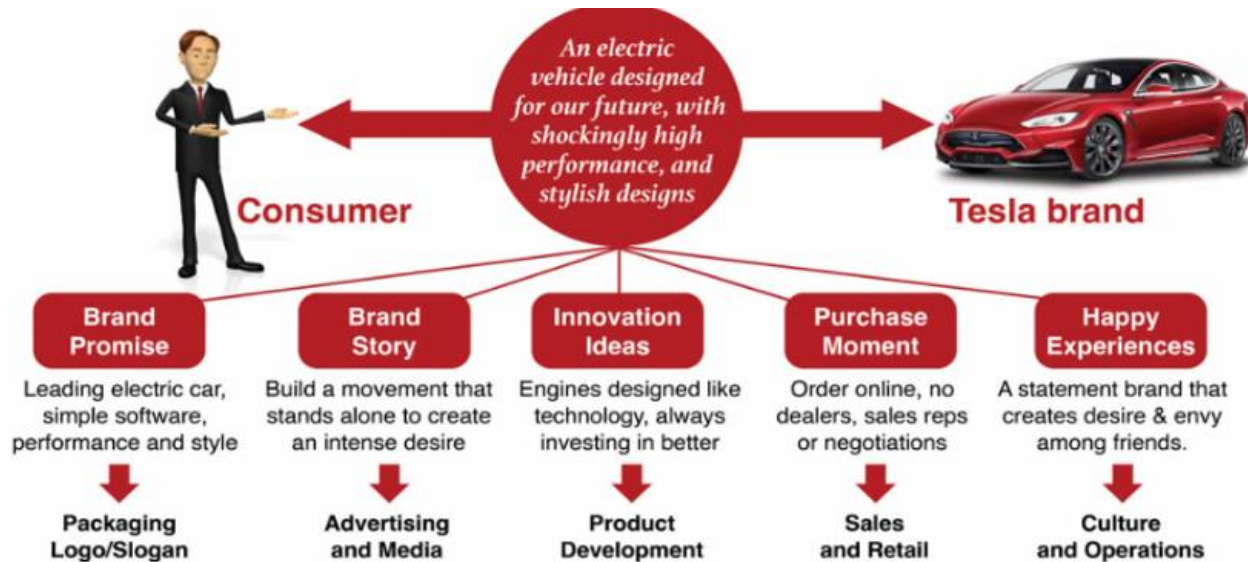 An electric
vehicle designed
for our future, with
shockingly high
performance, and
stylish designs
Consumer
Tesla brand
Brand
Promise
Leading electric car,
simple software,
performance and style
Packaging
Logo/Slogan
Brand
Story
Build a movement that
stands alone to create
an intense desire
Advertising
and Media
Innovation
Ideas
Engines designed like
technology, always
investing in better
Product
Development
Purchase
Moment
Order online, no
dealers, sales reps
or negotiations
Sales
and Retail
Happy
Experiences
A statement brand that
creates desire & envy
among friends.
Culture
and Operations